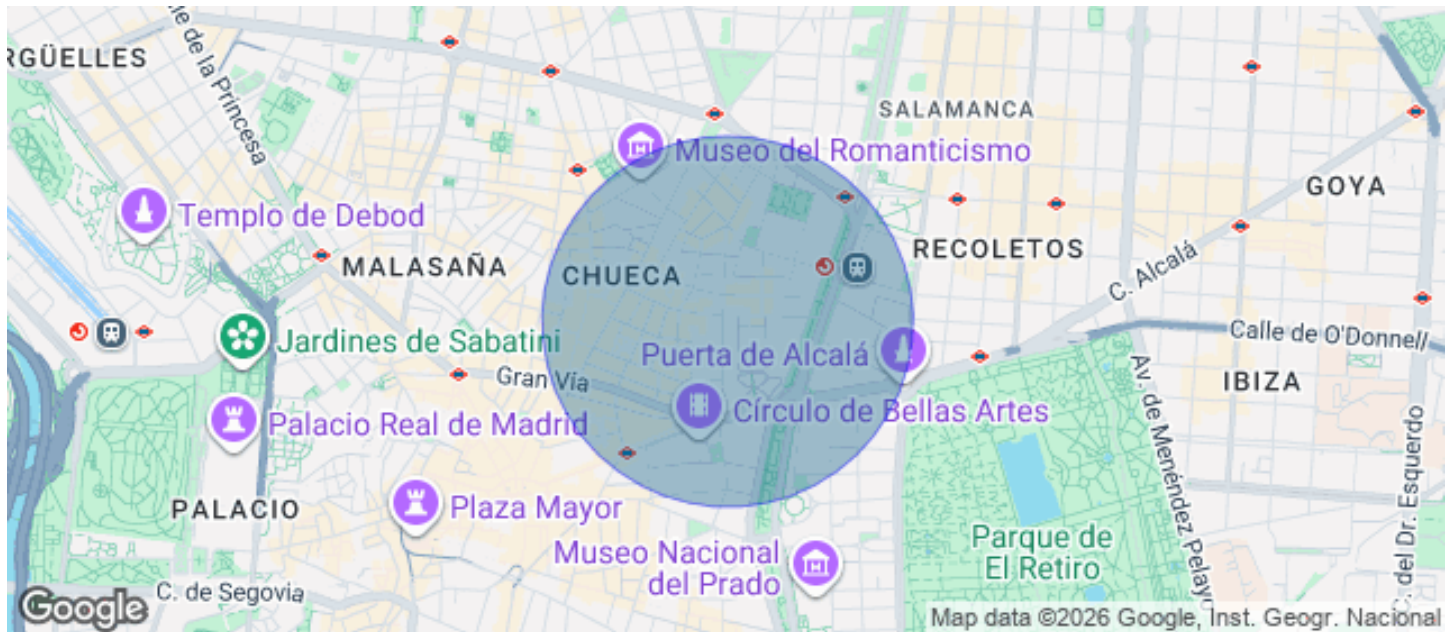 RGÜELLES
le de la Princesa
SALAMANCA
Museo del Romanticismo
GOYA
Templo de Debod
MALASAÑA
CHUECA
RECOLETOS
C. Alcalá
Jardines de Sabatini
Puerta de Alcalá
Calle de O'Donnell
Gran Vía
IBIZA
Palacio Real de Madrid
Círculo de Bellas Artes
Av. de Menéndez Pelayo
PALACIO
Plaza Mayor
Parque de
El Retiro
Museo Nacional
del Prado
C. del Dr. Esquerdo
C. de Segovia
Google
Map data ©2026 Google, Inst. Geogr. Nacional